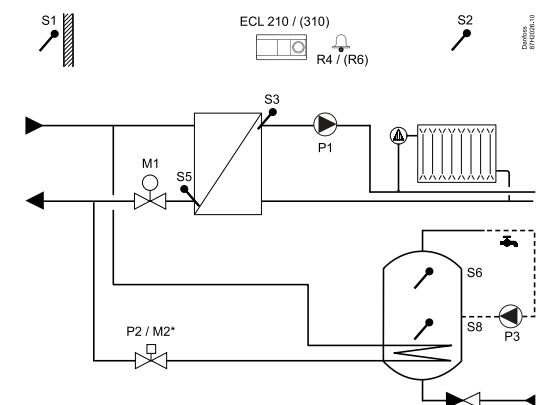 S1
ECL 210 / (310)
S2
Danfoss
87H2028.10
R4 / (R6)
S3
P1
M1
S5
S6
P2 / M2*
S8
P3